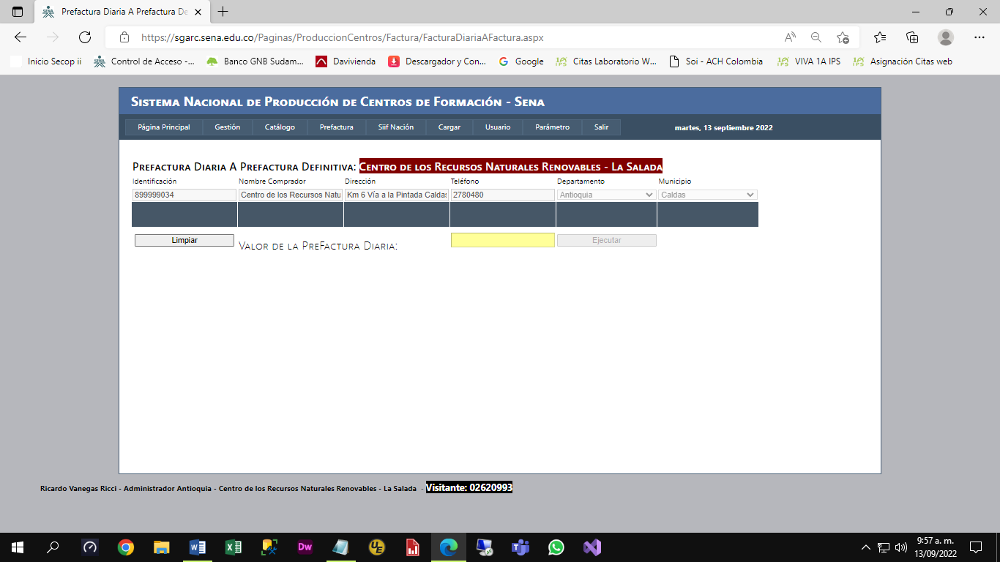 Prefactura Diaria A Prefactura De
https://sgarc.sena.edu.co/Paginas/ProduccionCentros/Factura/FacturaDiariaAFactura.aspx
Inicio Secop ii Control de Acceso -... Banco GNB Sudam... Davivienda Descargador y Con... Google Citas Laboratorio W... Soi - ACH Colombia VIVA 1A IPS Asignación Citas web
Sistema Nacional de Producción de Centros de Formación - Sena
Página Principal Gestión Catálogo Prefactura Siif Nación Cargar Usuario Parámetro Salir martes, 13 septiembre 2022
Prefactura Diaria A Prefactura Definitiva: Centro de los Recursos Naturales Renovables - La Salada
Identificación Nombre Comprador Dirección Teléfono Departamento Municipio
899999034 Centro de los Recursos Natu Km 6 Vía a la Pintada Caldas 2780480 Antioquia Caldas
Limpiar Valor de la PreFactura Diaria: Ejecutar
Ricardo Vanegas Ricci - Administrador Antioquia - Centro de los Recursos Naturales Renovables - La Salada - Visitante: 02620993
9:57 a. m.
13/09/2022